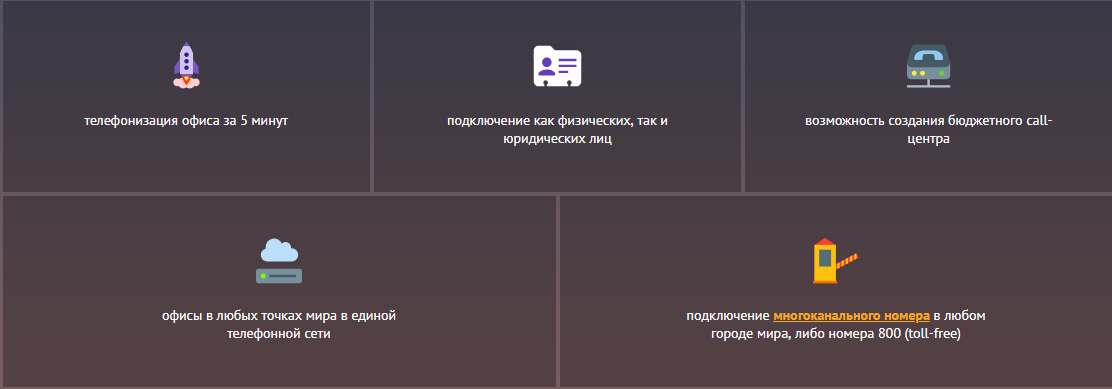 телефонизация офиса за 5 минут
подключение как физических, так и
юридических лиц
возможность создания бюджетного call-
центра
офисы в любых точках мира в единой
телефонной сети
подключение многоканального номера в любом
городе мира, либо номера 800 (toll-free)